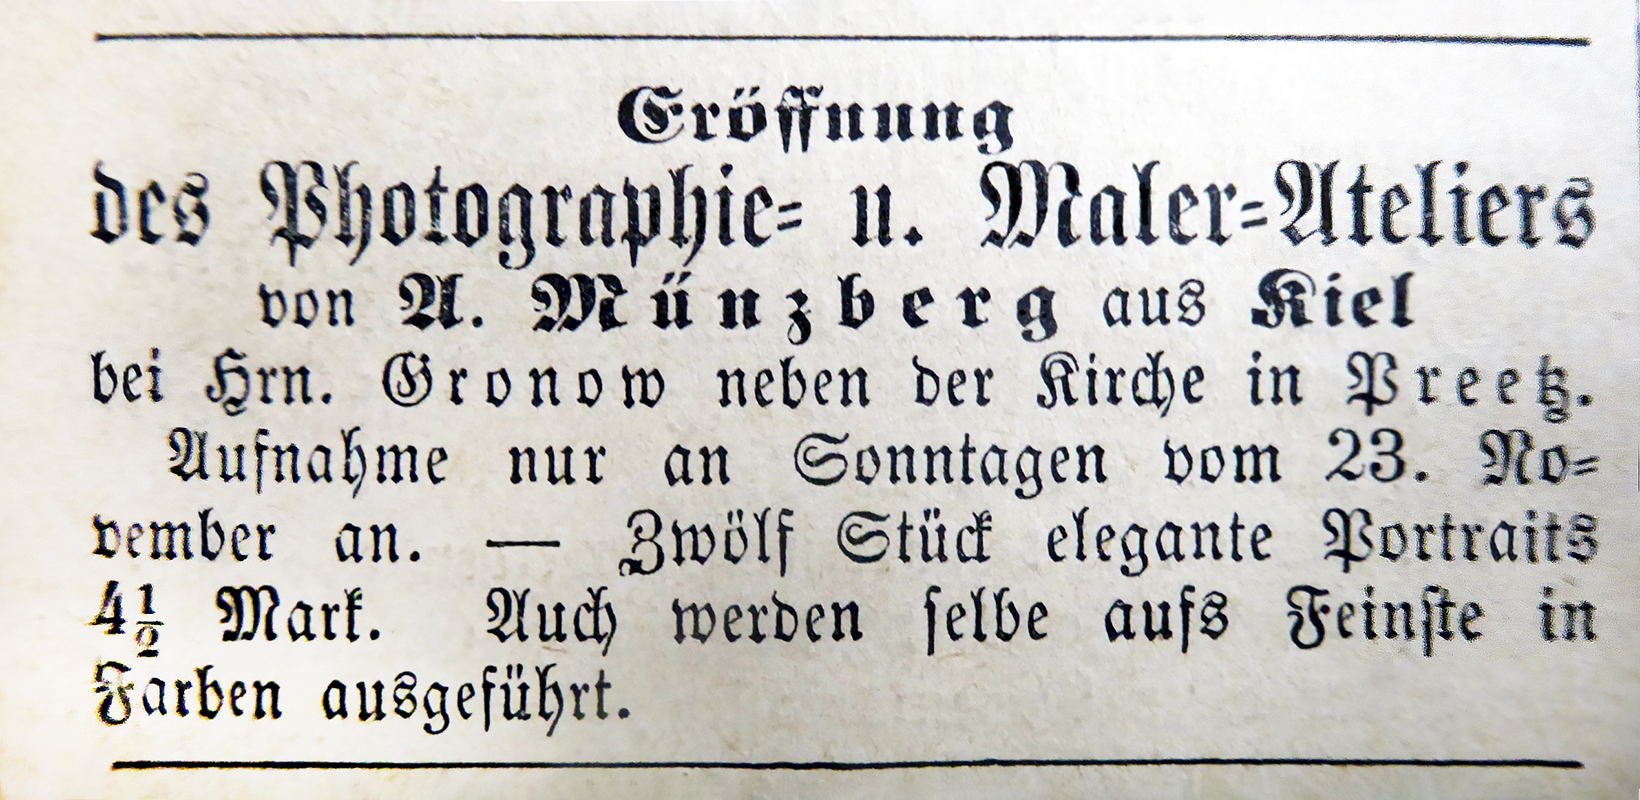 Eröffnung
des Photographie- u. Maler-Ateliers
von A. Münzberg aus Kiel
bei Hrn. Gronow neben der Kirche in Preetz.
Aufnahme nur an Sonntagen vom 23. No-
vember an. — Zwölf Stück elegante Portraits
4½ Mark. Auch werden selbe aufs Feinste in
Farben ausgeführt.